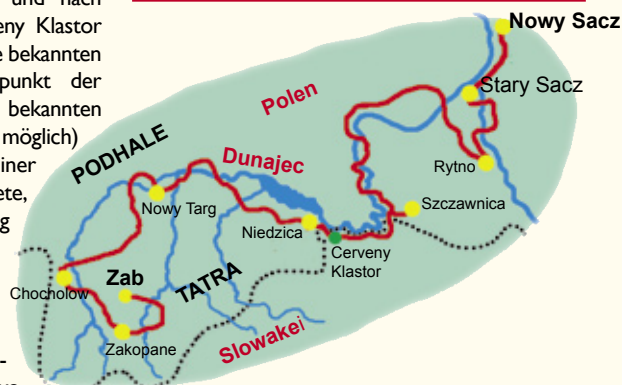 und nach
eny Klastor
e bekannten
punkt der
bekannten
möglich)
iner
ete,
g
-
Nowy Sacz
Stary Sacz
Polen
PODHALE
Dunajec
Rytno
Nowy Targ
Szczawnica
Niedzica
Cerveny
Klastor
Zab
TATRA
Chocholow
Zakopane
Slowakei